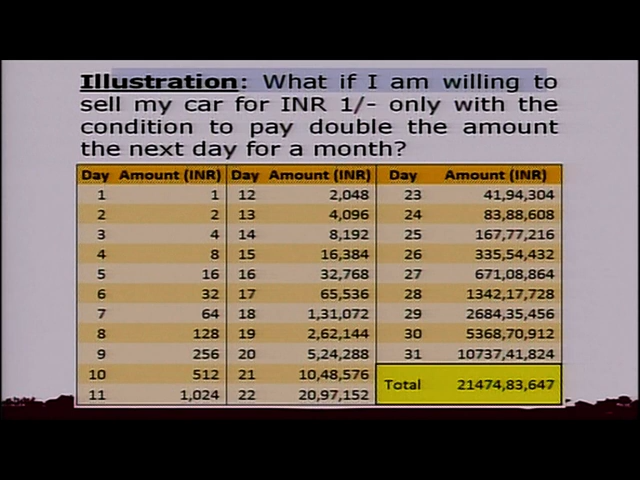 Illustration: What if I am willing to
sell my car for INR 1/- only with the
condition to pay double the amount
the next day for a month?
Day Amount (INR) Day Amount (INR) Day Amount (INR)
1 1 12 2,048 23 41,94,304
2 2 13 4,096 24 83,88,608
3 4 14 8,192 25 167,77,216
4 8 15 16,384 26 335,54,432
5 16 16 32,768 27 671,08,864
6 32 17 65,536 28 1342,17,728
7 64 18 1,31,072 29 2684,35,456
8 128 19 2,62,144 30 5368,70,912
9 256 20 5,24,288 31 10737,41,824
10 512 21 10,48,576 Total 21474,83,647
11 1,024 22 20,97,152